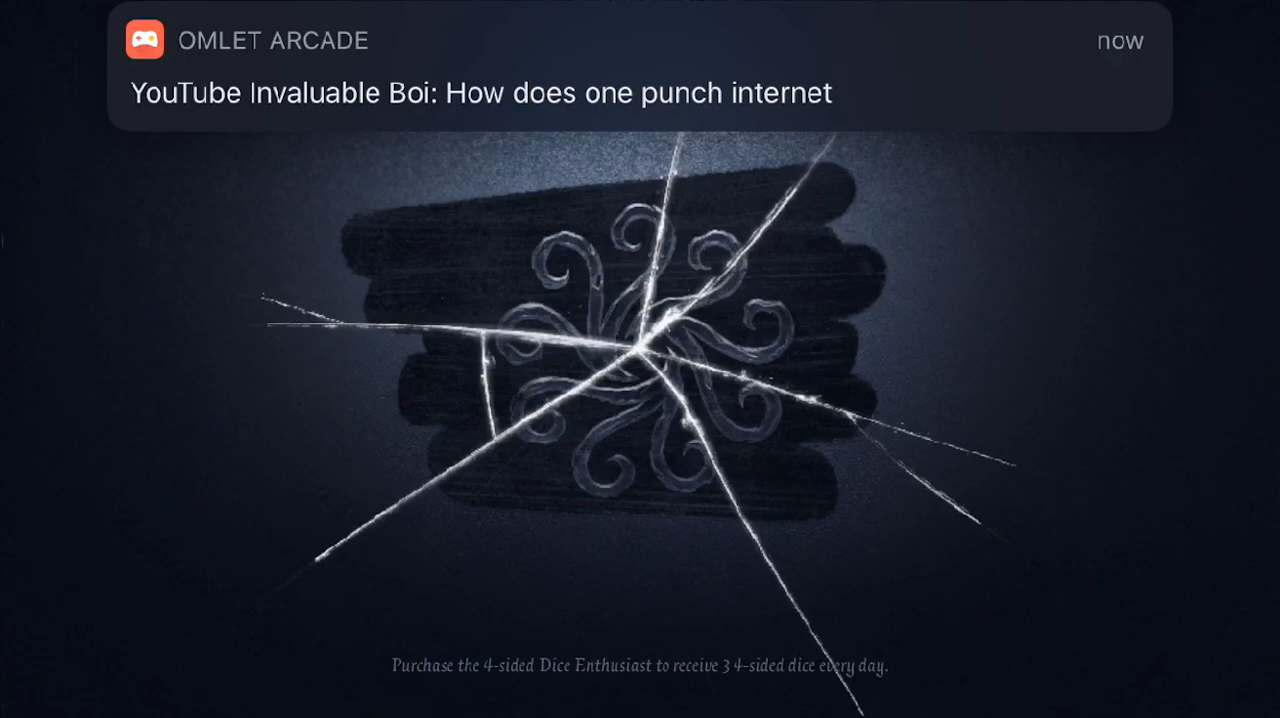 OMLET ARCADE
now
YouTube Invaluable Boi: How does one punch internet
Purchase the 4-sided Dice Enthusiast to receive 3 4-sided dice every day.